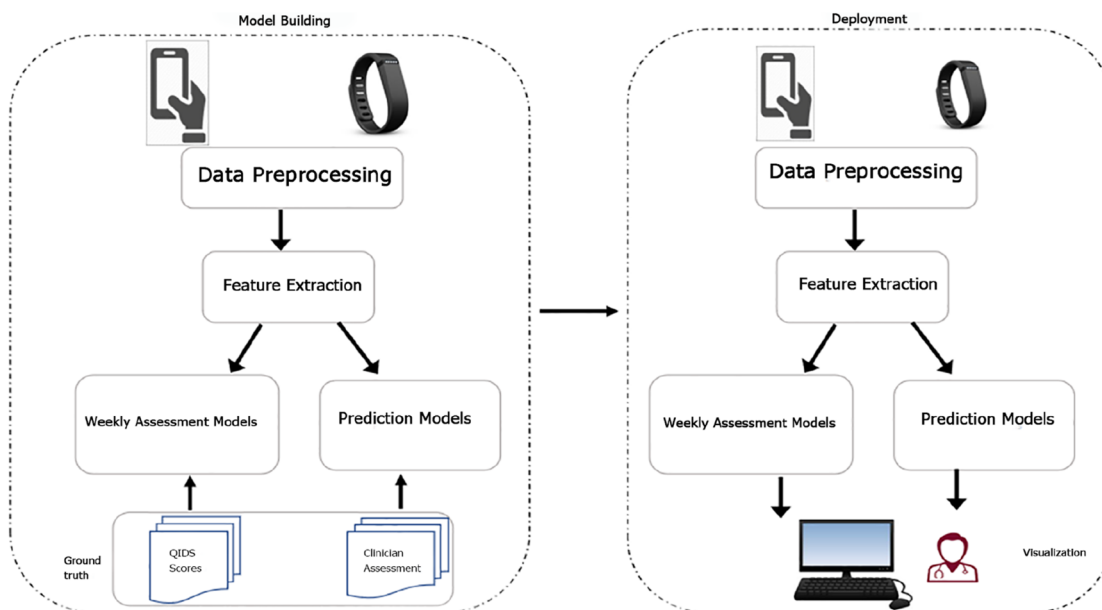 Model Building
Data Preprocessing
Feature Extraction
Weekly Assessment Models
Prediction Models
Ground
truth
QIDS
Scores
Clinician
Assessment
Deployment
Data Preprocessing
Feature Extraction
Weekly Assessment Models
Prediction Models
Visualization